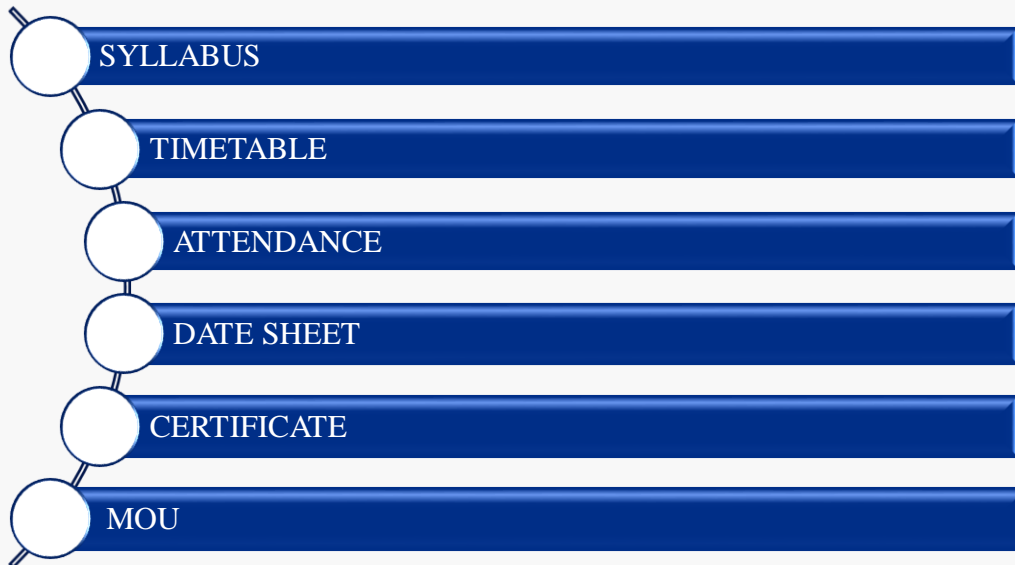 SYLLABUS
TIMETABLE
ATTENDANCE
DATE SHEET
CERTIFICATE
MOU